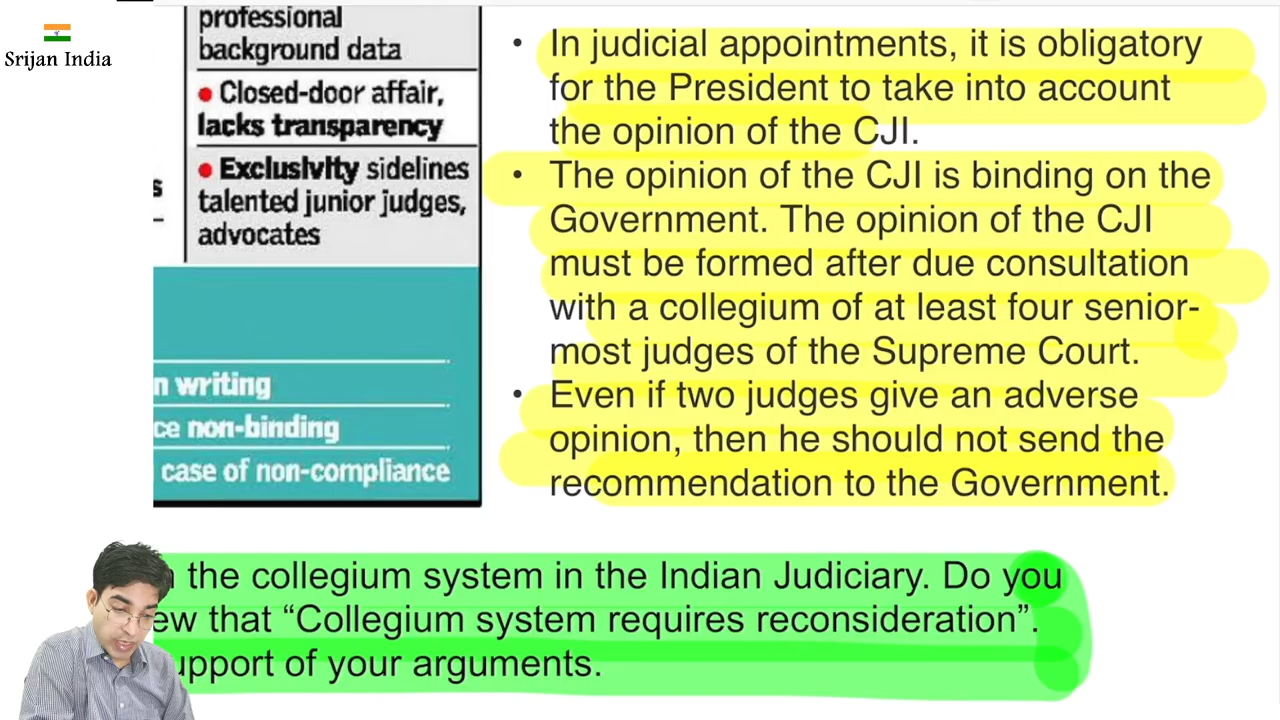 Srijan India
professional
background data
• Closed-door affair,
lacks transparency
• Exclusivity sidelines
talented junior judges,
advocates
s
n writing
ce non-binding
case of non-compliance
• In judicial appointments, it is obligatory
for the President to take into account
the opinion of the CJI.
• The opinion of the CJI is binding on the
Government. The opinion of the CJI
must be formed after due consultation
with a collegium of at least four senior-
most judges of the Supreme Court.
• Even if two judges give an adverse
opinion, then he should not send the
recommendation to the Government.
the collegium system in the Indian Judiciary. Do you
ew that “Collegium system requires reconsideration”.
upport of your arguments.